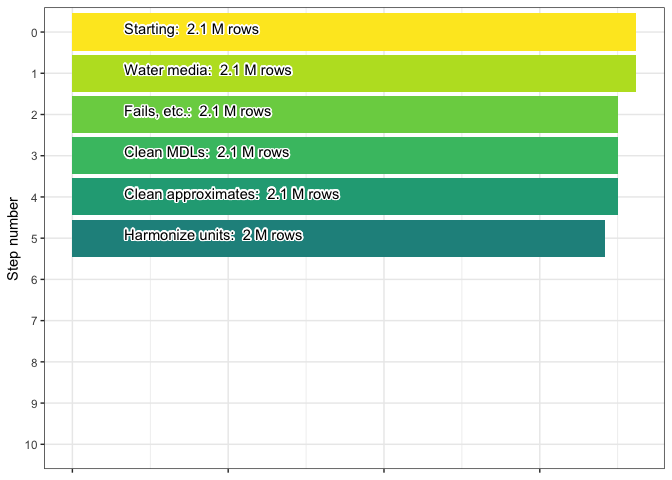 0 Starting: 2.1 M rows
1 Water media: 2.1 M rows
2 Fails, etc.: 2.1 M rows
3 Clean MDLs: 2.1 M rows
4 Clean approximates: 2.1 M rows
5 Harmonize units: 2 M rows
6
7
8
9
10
Step number